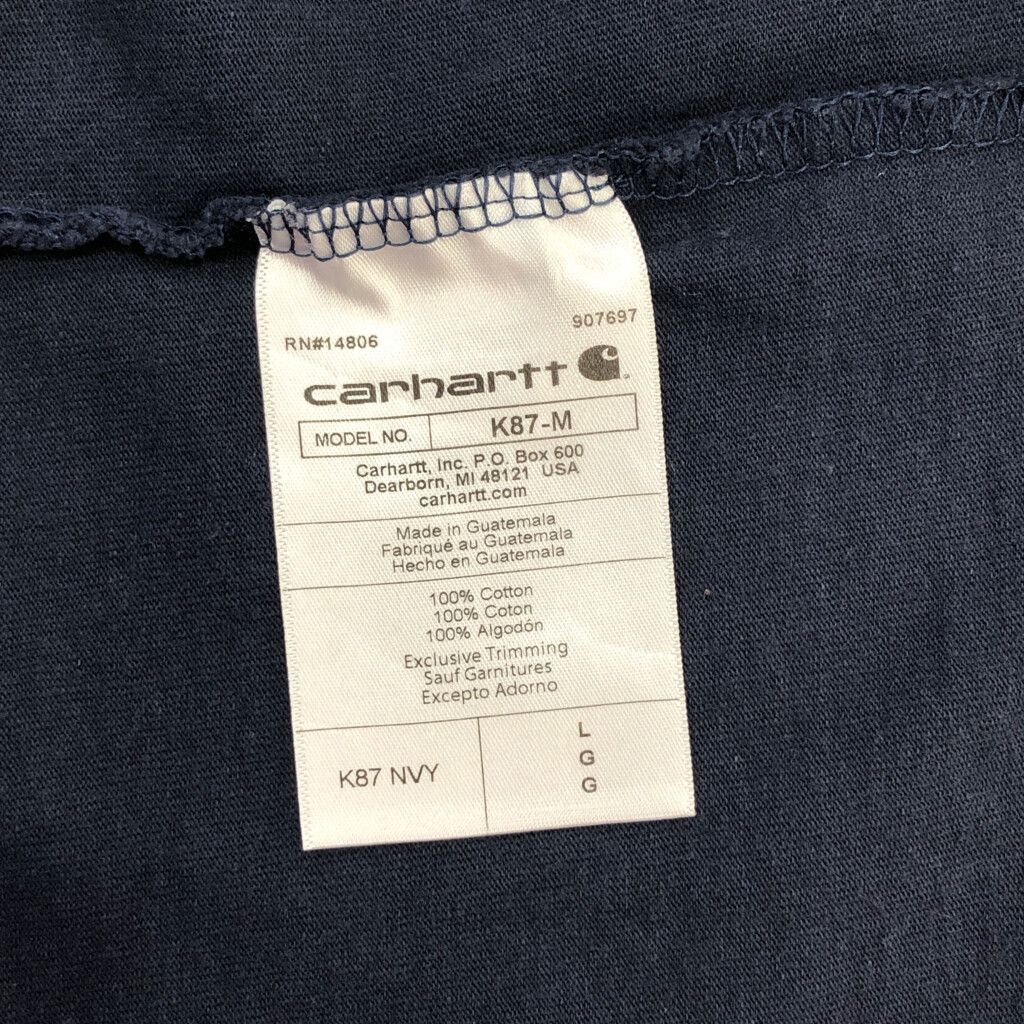 RN#14806 907697
carhartt
MODEL NO. K87-M
Carhartt, Inc. P.O. Box 600
Dearborn, MI 48121 USA
carhartt.com
Made in Guatemala
Fabriqué au Guatemala
Hecho en Guatemala
100% Cotton
100% Coton
100% Algodón
Exclusive Trimming
Sauf Garnitures
Excepto Adorno
K87 NVY
L
G
G